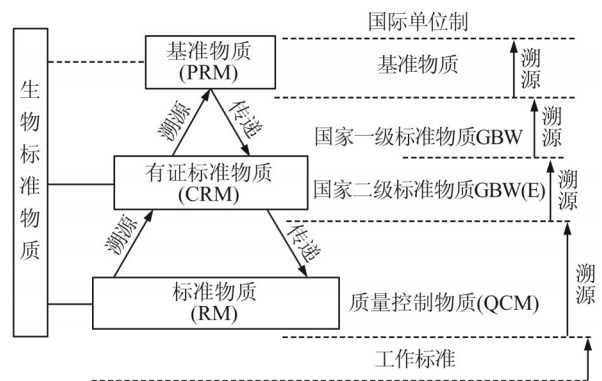 国际单位制
基准物质
(PRM)
基准物质
溯源
生物标准物质
溯源
传递
国家一级标准物质GBW
溯源
有证标准物质
(CRM)
国家二级标准物质GBW(E)
溯源
溯源
传递
标准物质
(RM)
质量控制物质(QCM)
溯源
工作标准